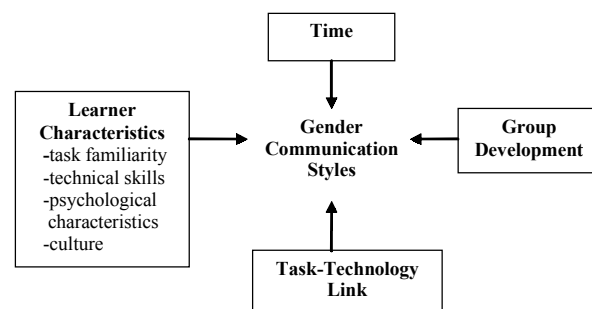 Time
Learner
Characteristics
-task familiarity
-technical skills
-psychological
characteristics
-culture
Gender
Communication
Styles
Group
Development
Task-Technology
Link